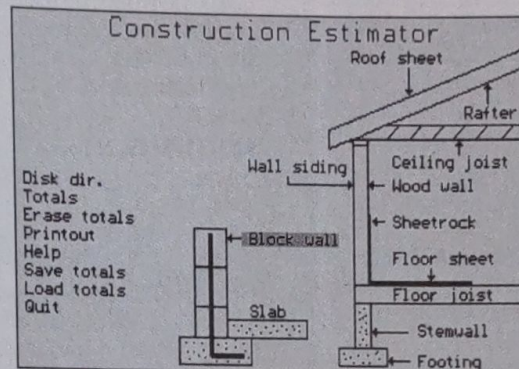 Construction Estimator
Roof sheet
Rafter
Ceiling joist
Wall siding
Wood wall
Sheetrock
Floor sheet
Floor joist
Stemwall
Footing
Disk dir.
Totals
Erase totals
Printout
Help
Save totals
Load totals
Quit
Block wall
Slab